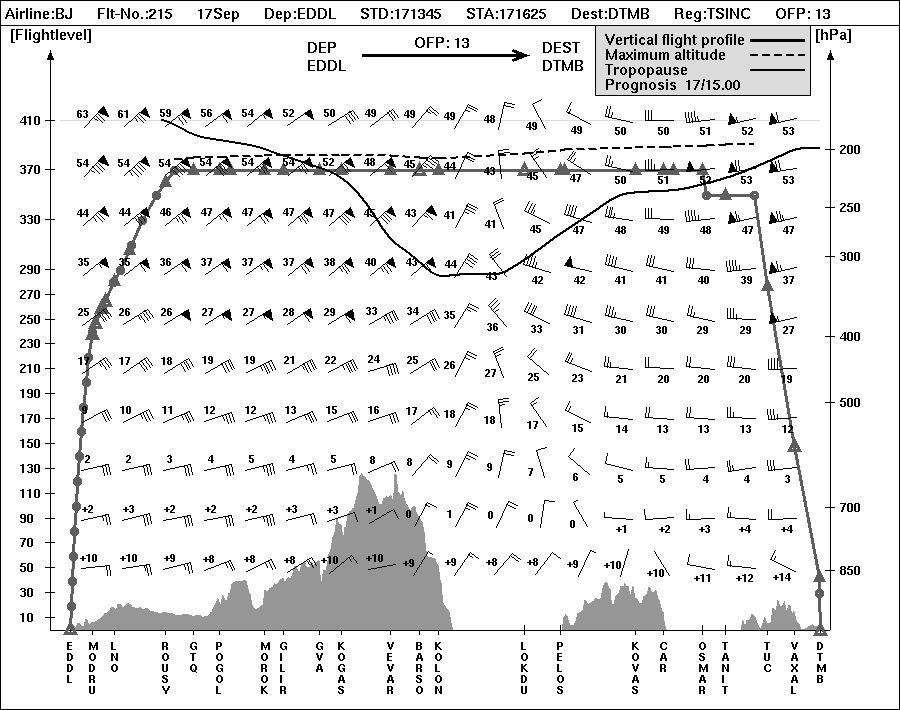 Airline:BJ Flt-No.:215 17Sep Dep:EDDL STD:171345 STA:171625 Dest:DTMB Reg:TSINC OFP: 13
[Flightlevel] [hPa]
DEP OFP: 13 DEST
EDDL DTMB
Vertical flight profile
Maximum altitude
Tropopause
Prognosis 17/15.00
410 63 61 59 56 54 52 50 49 49 49 48 49 49 50 50 51 52 53
200
370 54 54 54 54 54 54 52 48 45 44 43 45 47 50 51 52 53 53
250
330 44 44 46 47 47 47 47 45 43 41 41 45 47 48 49 48 47 47
300
290 35 35 36 37 37 37 38 40 43 44 43 42 42 41 41 40 39 37
270
250 25 26 26 27 27 28 29 33 34 35 36 33 31 30 30 29 29 27
400
230
210 17 17 18 19 19 21 22 24 25 26 27 25 23 21 20 20 20 19
190
500
170 9 10 11 12 12 13 15 16 17 18 18 17 15 14 13 13 13 12
150
130 2 2 3 4 5 4 5 8 8 9 9 7 6 5 5 4 4 3
110
700
90 +2 +3 +2 +2 +2 +3 +3 +1 0 1 0 0 0 +1 +2 +3 +4 +4
70
50 +10 +10 +9 +8 +8 +8 +10 +10 +9 +9 +8 +8 +9 +10 +10 +11 +12 +14
850
30
10
EDDL MODRU LNO ROUSY GTQ POGOL MOROK GILIR GVA KOGAS VEVAR BARSO KOLON LOKDU PELOS KOVAS CAR OSMAR TANIT TUC VAXAL DTMB